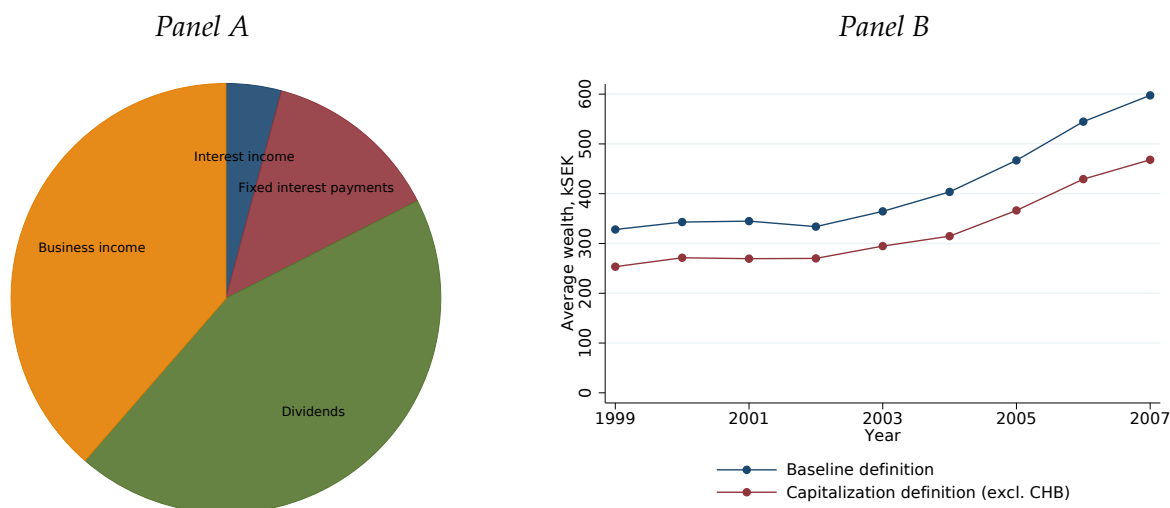 Panel A
Interest income
Fixed interest payments
Business income
Dividends
Panel B
Average wealth, kSEK
600
500
400
300
200
100
0
1999
2001
2003
2005
2007
Year
Baseline definition
Capitalization definition (excl. CHB)